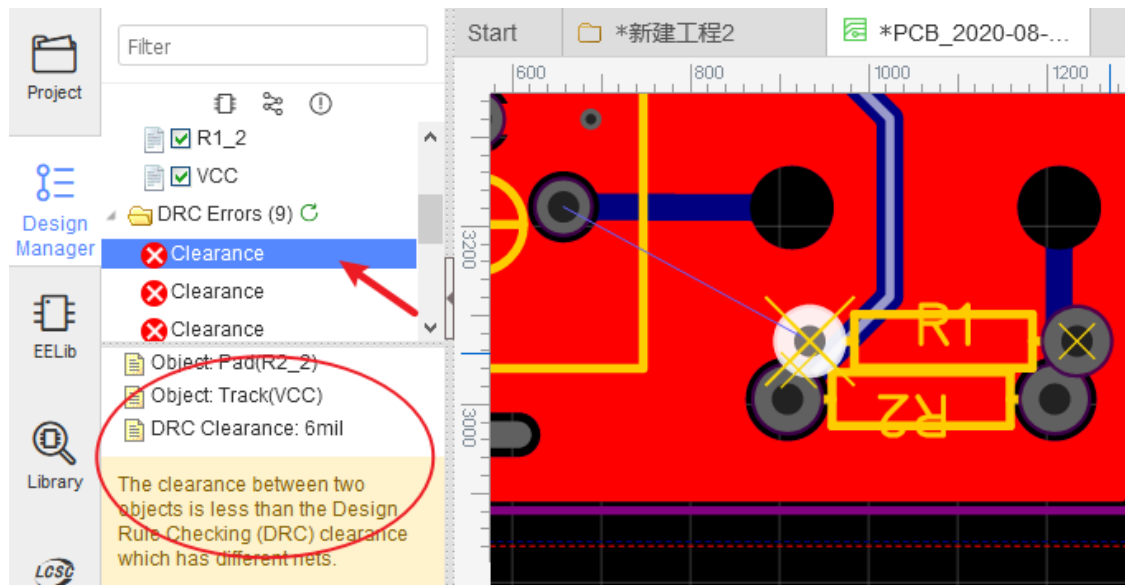 Start
*新建工程2
*PCB_2020-08-...
Filter
600
800
1000
1200
Project
R1_2
VCC
DRC Errors (9)
Design
Manager
Clearance
Clearance
Clearance
3200
3000
EELib
R1
R2
Object: Pad(R2_2)
Object: Track(VCC)
DRC Clearance: 6mil
Library
The clearance between two
objects is less than the Design
Rule Checking (DRC) clearance
which has different nets.
LCSC